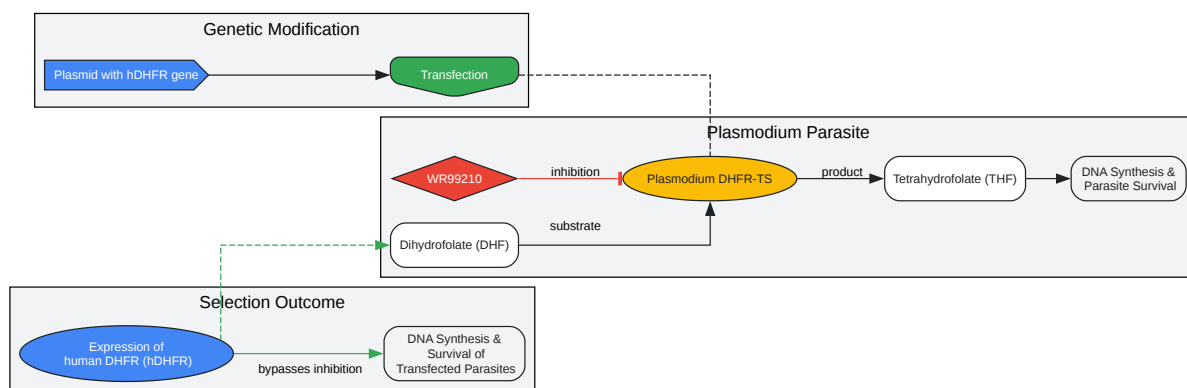 Genetic Modification
Plasmid with hDHFR gene
Transfection
Plasmodium Parasite
WR99210
inhibition
Plasmodium DHFR-TS
product
Tetrahydrofolate (THF)
DNA Synthesis &
Parasite Survival
substrate
Dihydrofolate (DHF)
Selection Outcome
Expression of
human DHFR (hDHFR)
bypasses inhibition
DNA Synthesis &
Survival of
Transfected Parasites